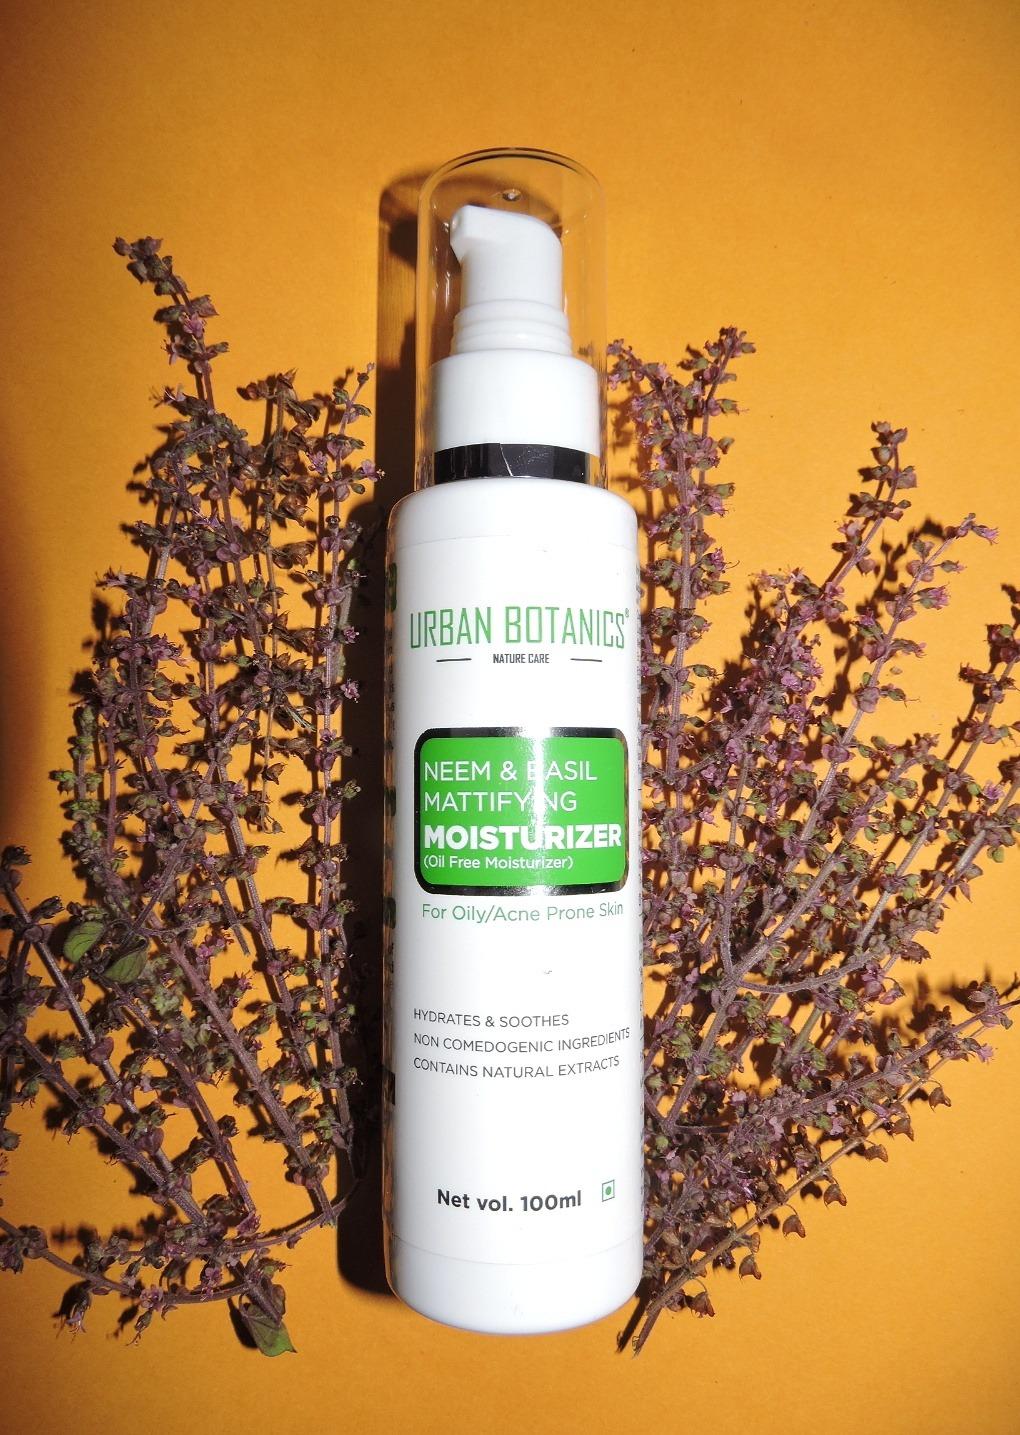 URBAN BOTANICS®
NATURE CARE
NEEM & BASIL
MATTIFYING
MOISTURIZER
(Oil Free Moisturizer)
For Oily/Acne Prone Skin
HYDRATES & SOOTHES
NON COMEDOGENIC INGREDIENTS
CONTAINS NATURAL EXTRACTS
Net vol. 100ml